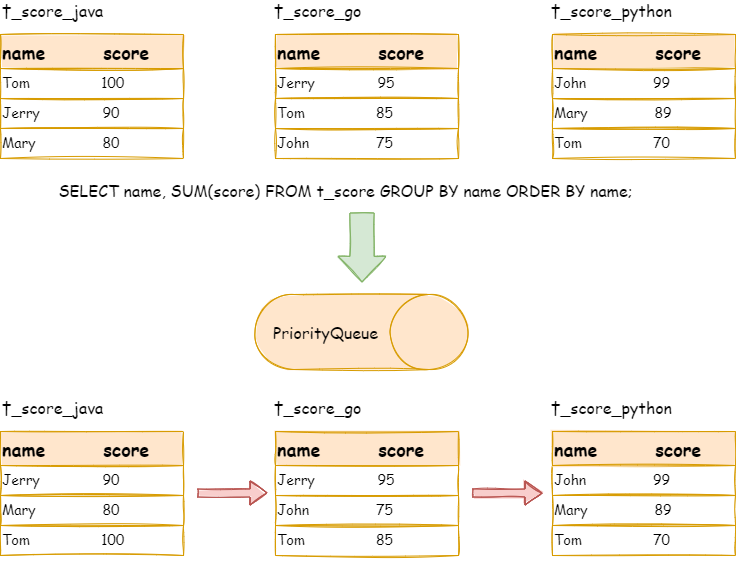 t_score_java t_score_go t_score_python
name score name score name score
Tom 100 Jerry 95 John 99
Jerry 90 Tom 85 Mary 89
Mary 80 John 75 Tom 70
SELECT name, SUM(score) FROM t_score GROUP BY name ORDER BY name;
PriorityQueue
t_score_java t_score_go t_score_python
name score name score name score
Jerry 90 Jerry 95 John 99
Mary 80 John 75 Mary 89
Tom 100 Tom 85 Tom 70